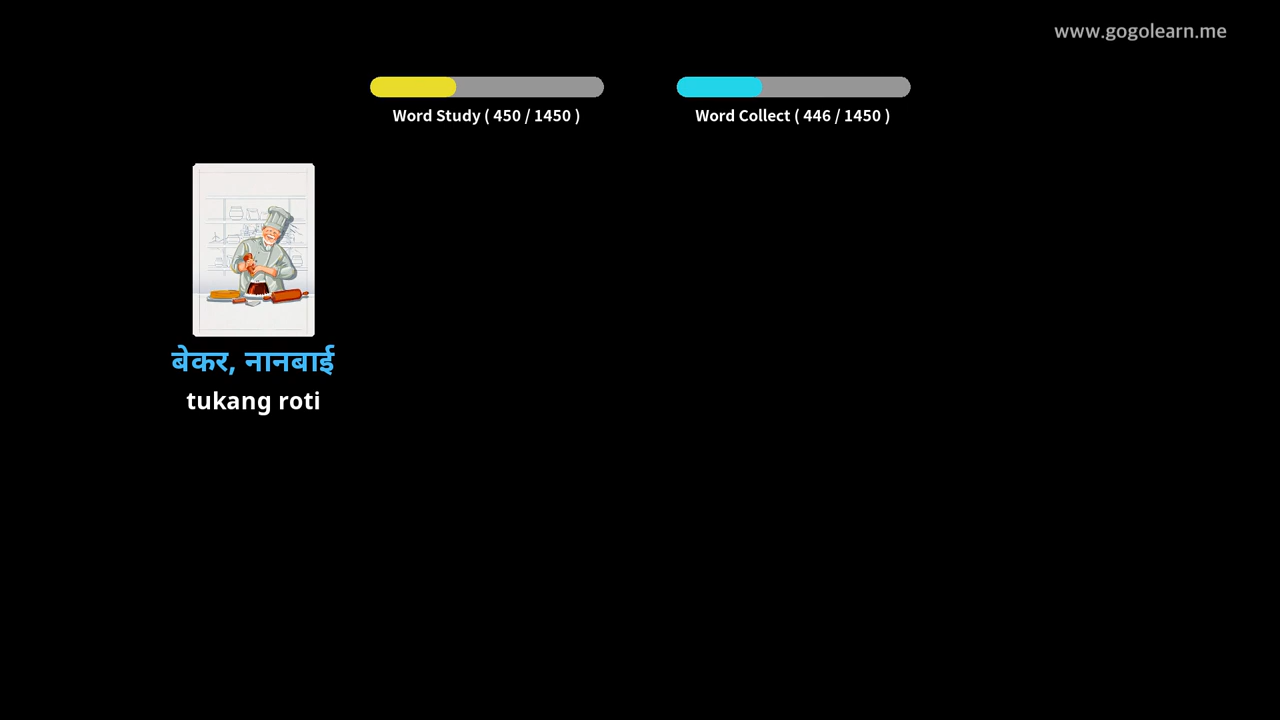 www.gogolearn.me
Word Study ( 450 / 1450 )
Word Collect ( 446 / 1450 )
बेकर, नानबाई
tukang roti